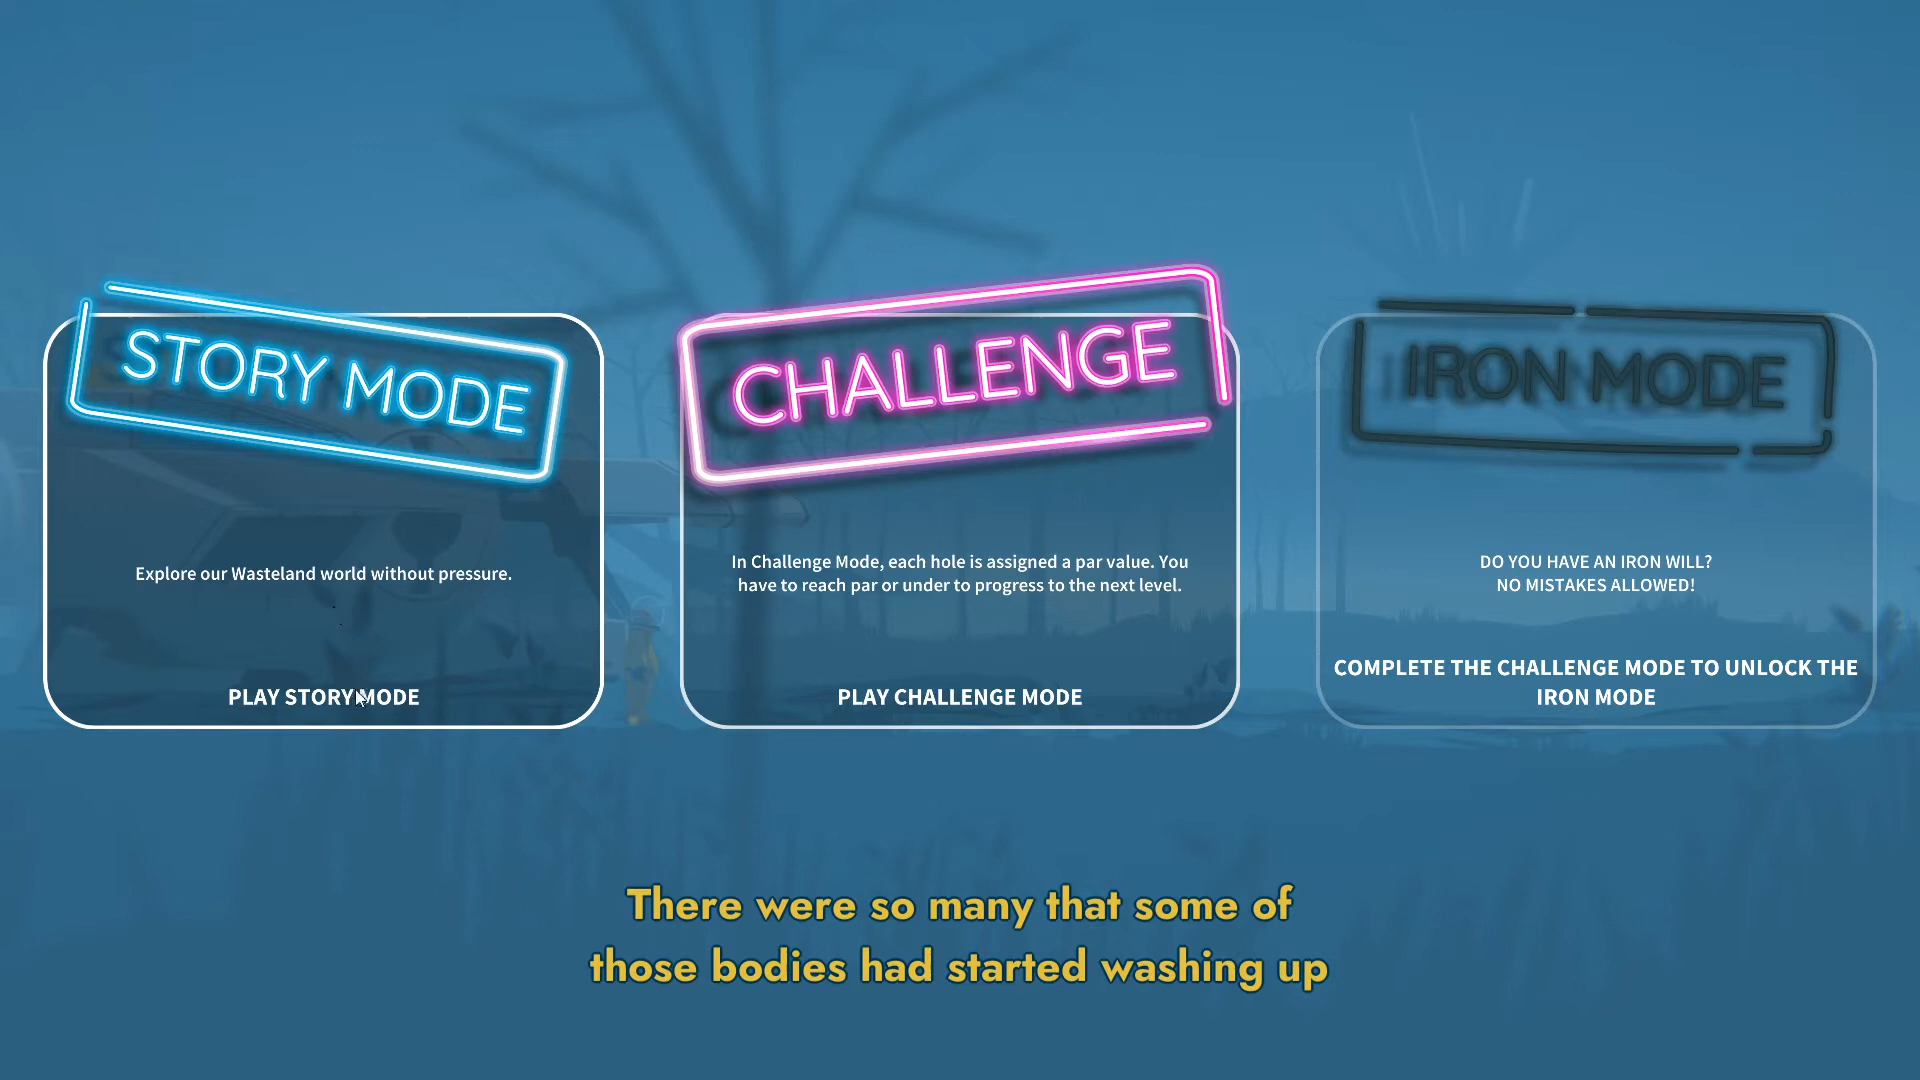 STORY MODE
Explore our Wasteland world without pressure.
PLAY STORY MODE
CHALLENGE
In Challenge Mode, each hole is assigned a par value. You
have to reach par or under to progress to the next level.
PLAY CHALLENGE MODE
IRON MODE
DO YOU HAVE AN IRON WILL?
NO MISTAKES ALLOWED!
COMPLETE THE CHALLENGE MODE TO UNLOCK THE
IRON MODE
There were so many that some of
those bodies had started washing up